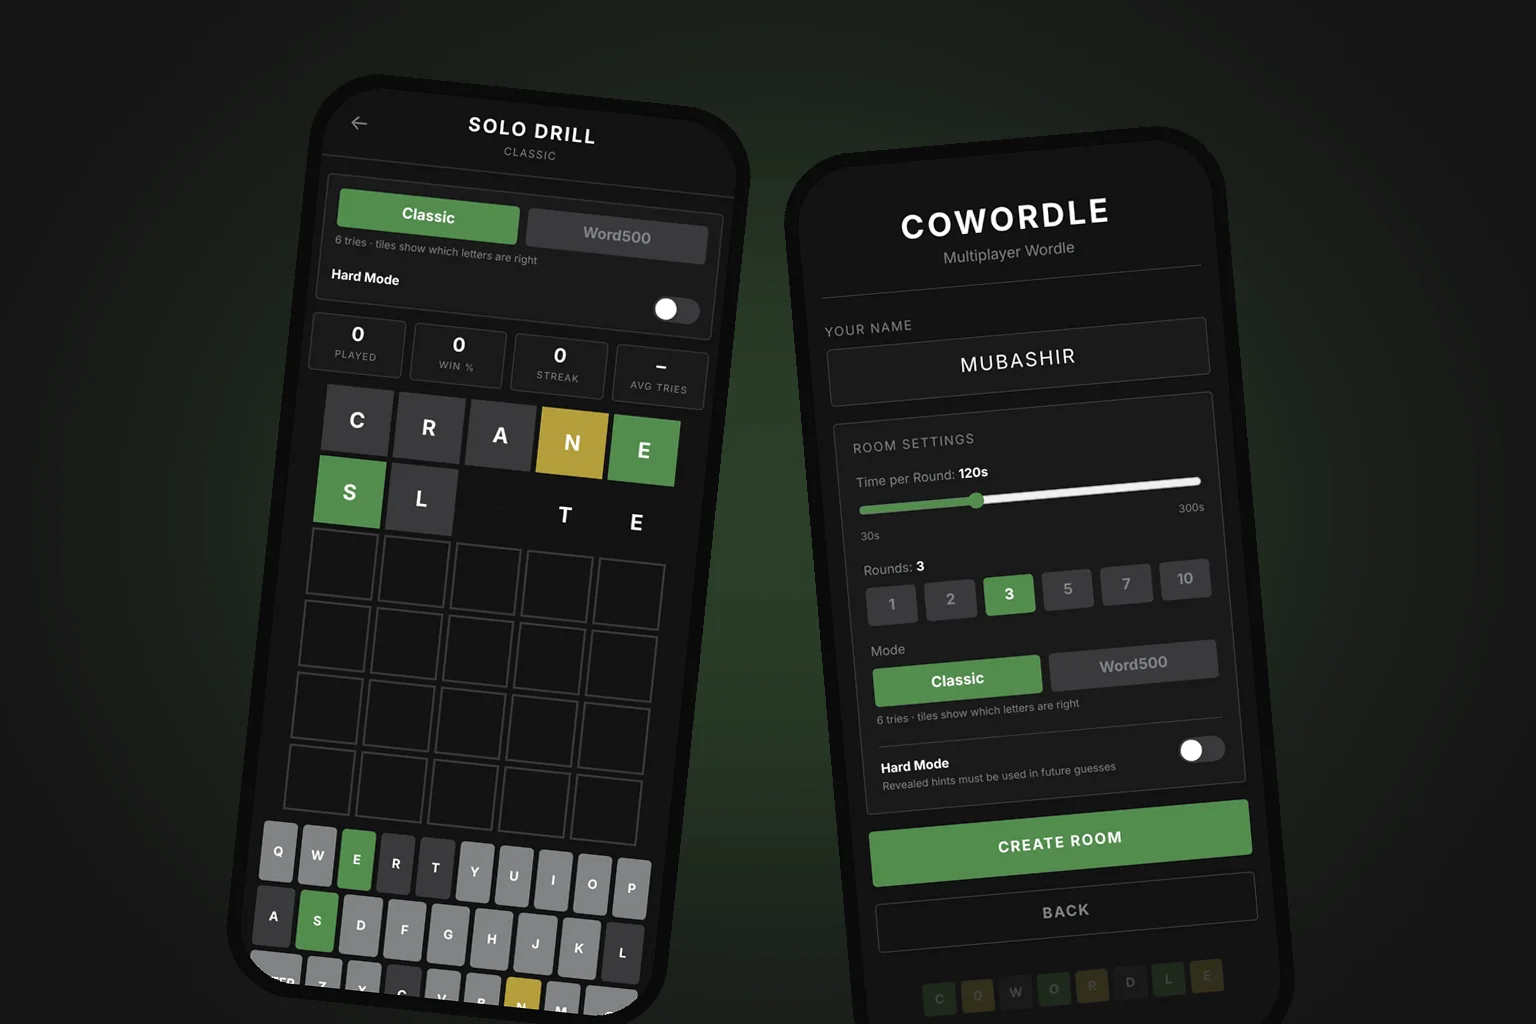 SOLO DRILL
CLASSIC
Classic
Word500
6 tries · tiles show which letters are right
Hard Mode
0
PLAYED
0
WIN %
0
STREAK
–
AVG TRIES
C R A N E
S L T E
Q W E R T Y U I O P
A S D F G H J K L
Z X C V B N M
COWORDLE
Multiplayer Wordle
YOUR NAME
MUBASHIR
ROOM SETTINGS
Time per Round: 120s
30s
300s
Rounds: 3
1 2 3 5 7 10
Mode
Classic
Word500
6 tries · tiles show which letters are right
Hard Mode
Revealed hints must be used in future guesses
CREATE ROOM
BACK
C O W O R D L E